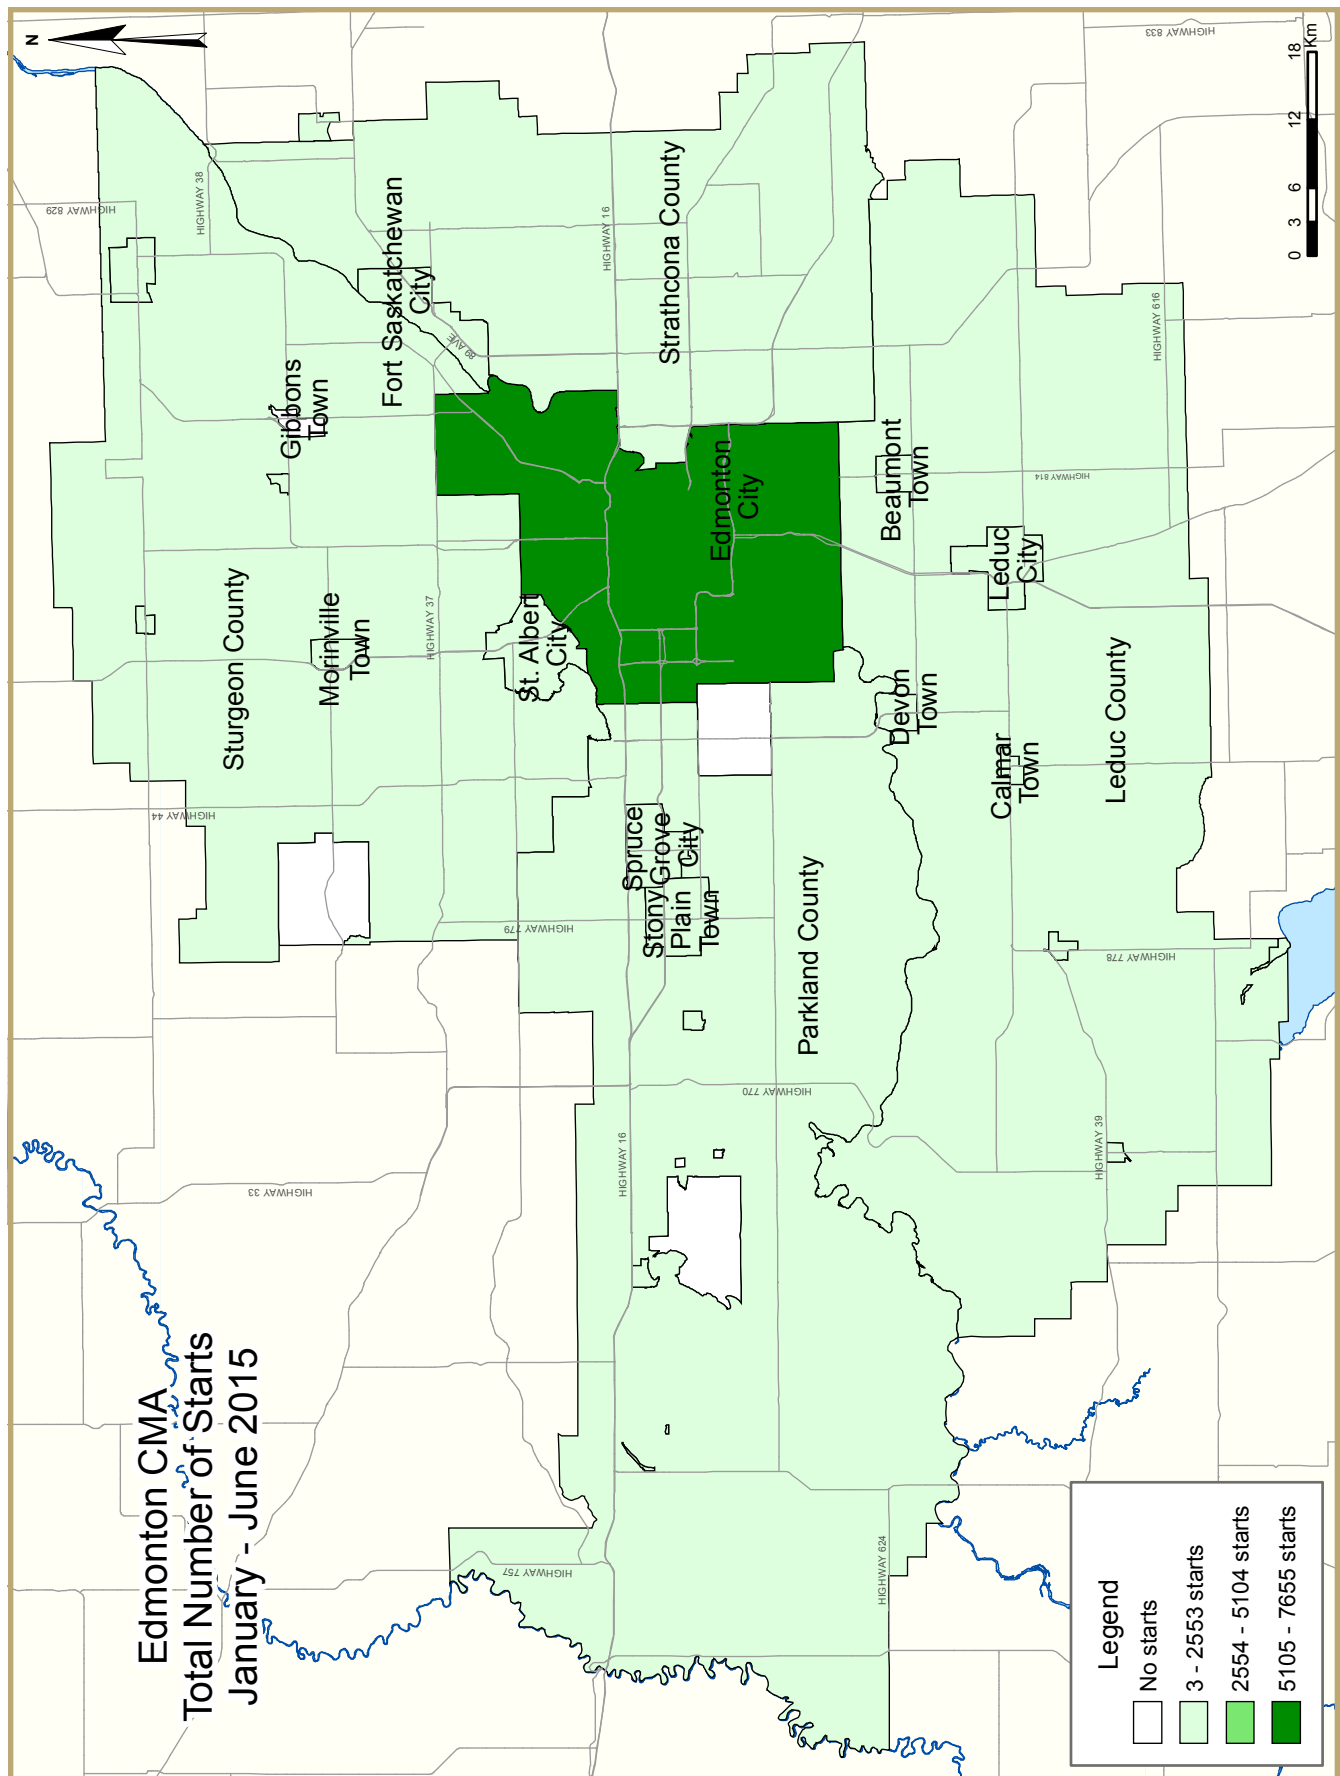 Edmonton CMA
Total Number of Starts
January - June 2015
N
HIGHWAY 829
HIGHWAY 38
HIGHWAY 833
Fort Saskatchewan
City
89 AVE
Gibbons
Town
Sturgeon County
Morinville
Town
HIGHWAY 37
HIGHWAY 44
St. Albert
City
HIGHWAY 16
Strathcona County
Edmonton
City
Beaumont
Town
HIGHWAY 814
HIGHWAY 616
Leduc
City
Devon
Town
Calmar
Town
Leduc County
Spruce
Grove
City
Stony
Plain
Town
HIGHWAY 779
Parkland County
HIGHWAY 778
HIGHWAY 770
HIGHWAY 39
HIGHWAY 16
HIGHWAY 33
HIGHWAY 757
HIGHWAY 624
Legend
No starts
3 - 2553 starts
2554 - 5104 starts
5105 - 7655 starts
0 3 6 12 18
Km